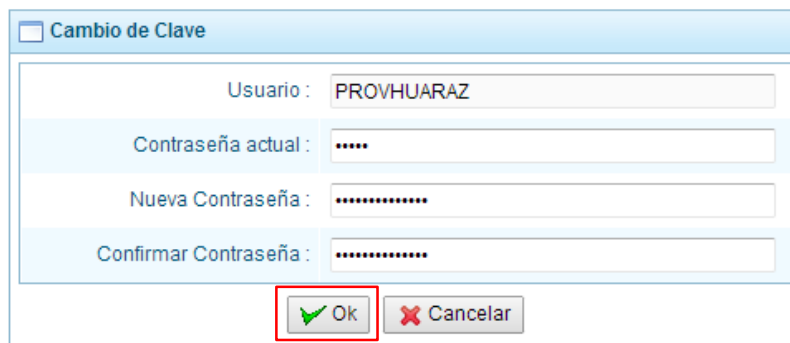 Cambio de Clave
Usuario : PROVHUARAZ
Contraseña actual : •••••
Nueva Contraseña : ••••••••••••••
Confirmar Contraseña : ••••••••••••••
Ok Cancelar